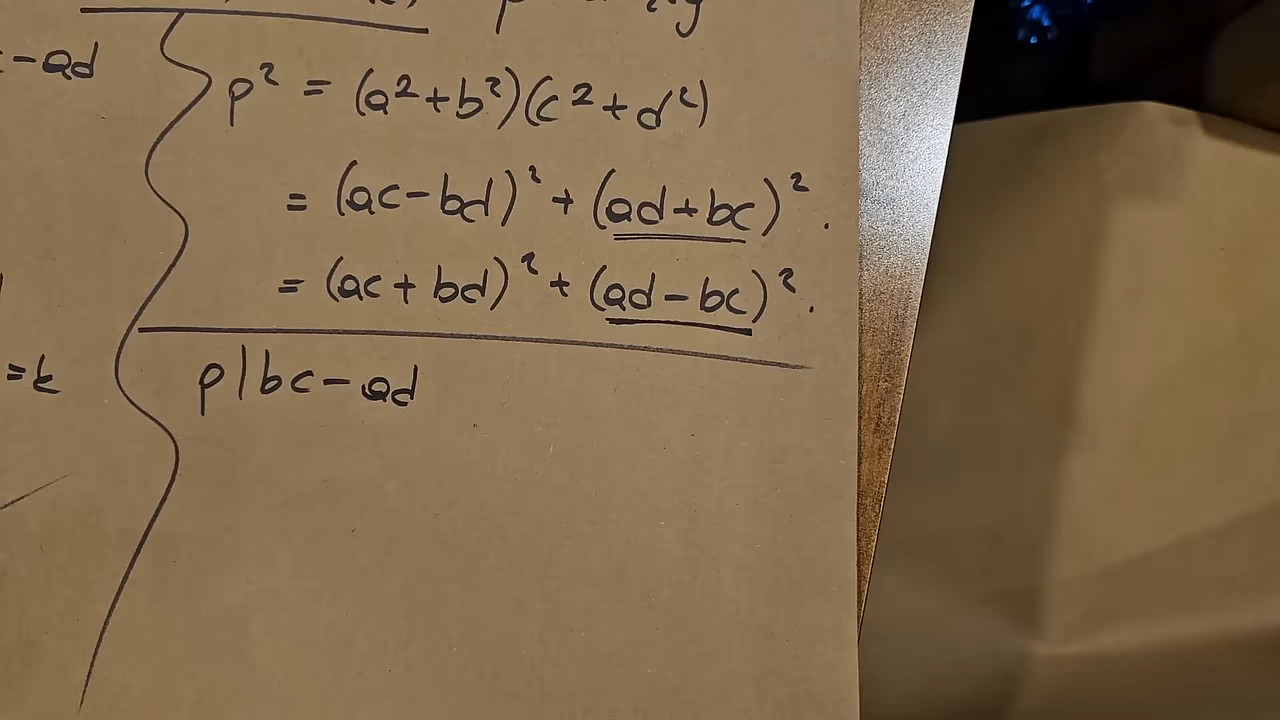 -ad
p² = (a²+b²)(c²+d²)
= (ac-bd)² + (ad+bc)².
= (ac+bd)² + (ad-bc)².
=k
p|bc-ad